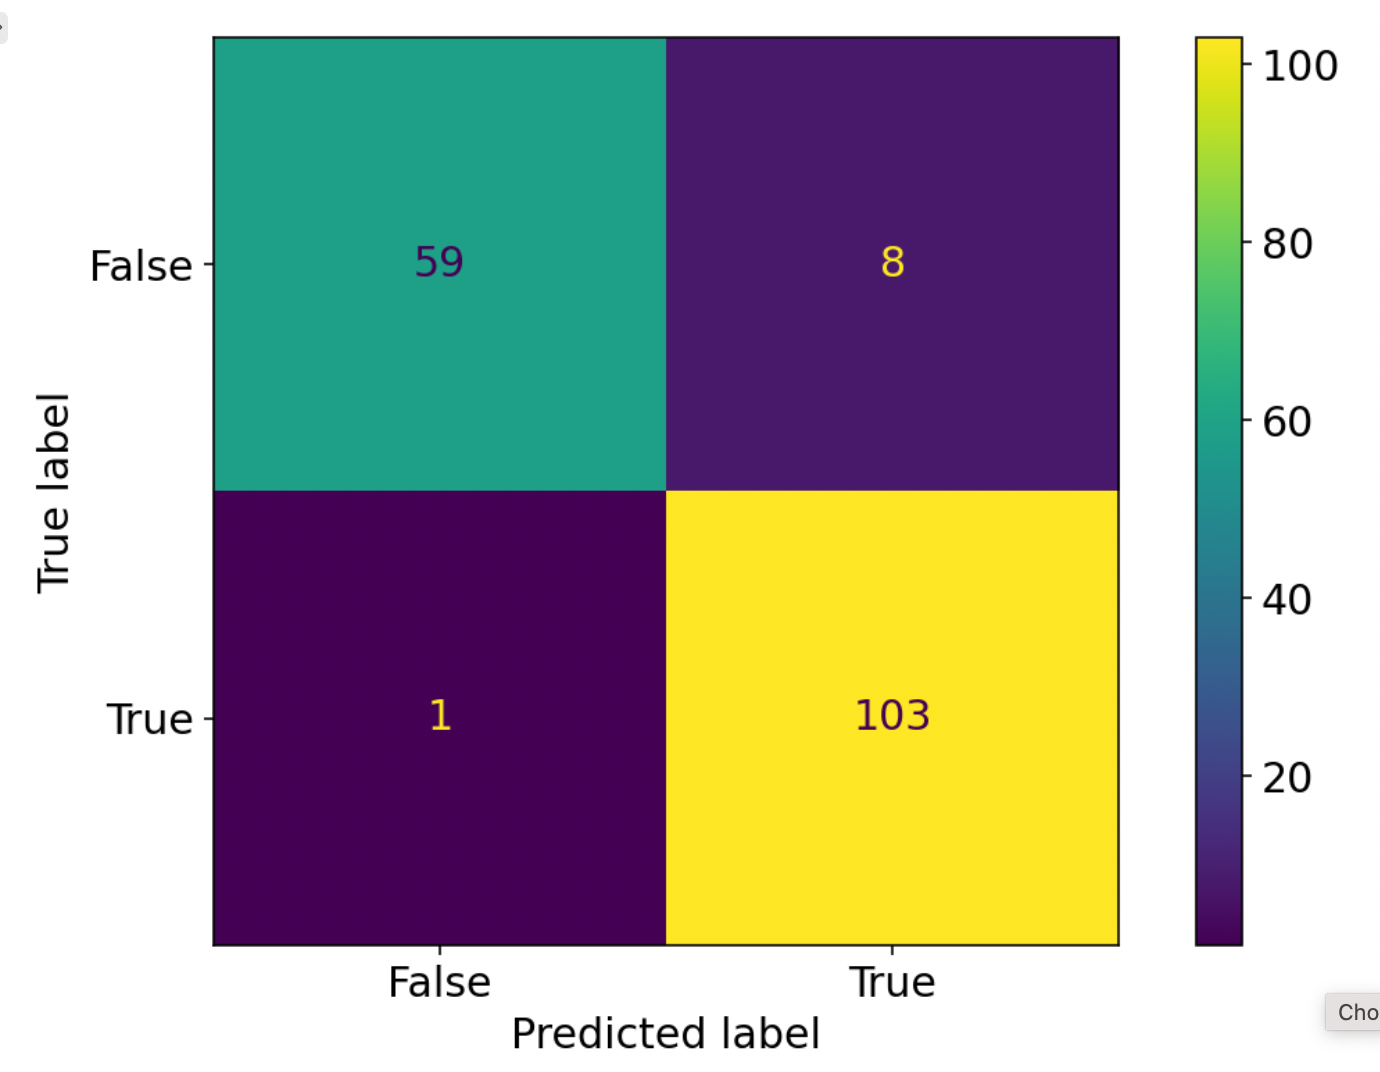 100
80
60
40
20
False
59
8
True label
True
1
103
False
True
Predicted label
Cho